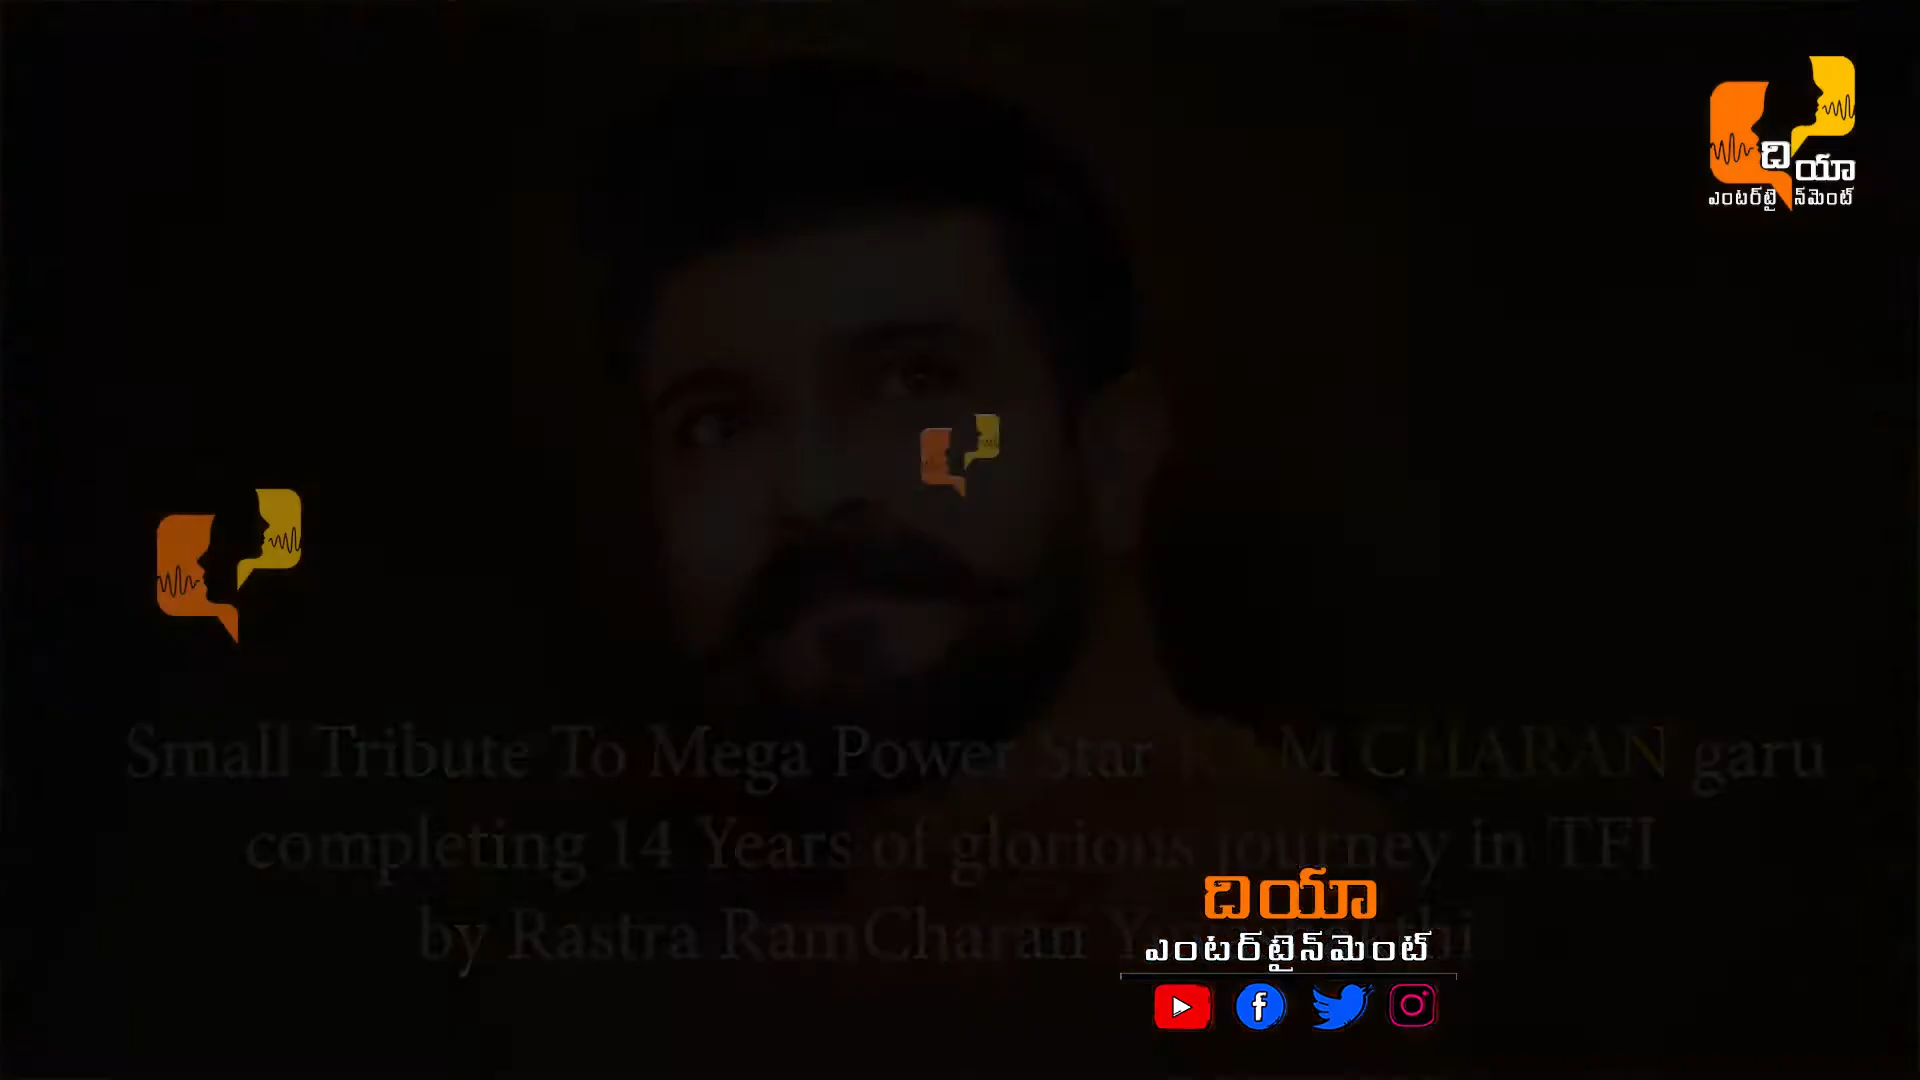 దియా
ఎంటర్‌టైన్‌మెంట్
Small Tribute To Mega Power Star RAM CHARAN garu
completing 14 Years of glorious journey in TFI
by Rastra RamCharan
దియా
ఎంటర్‌టైన్‌మెంట్